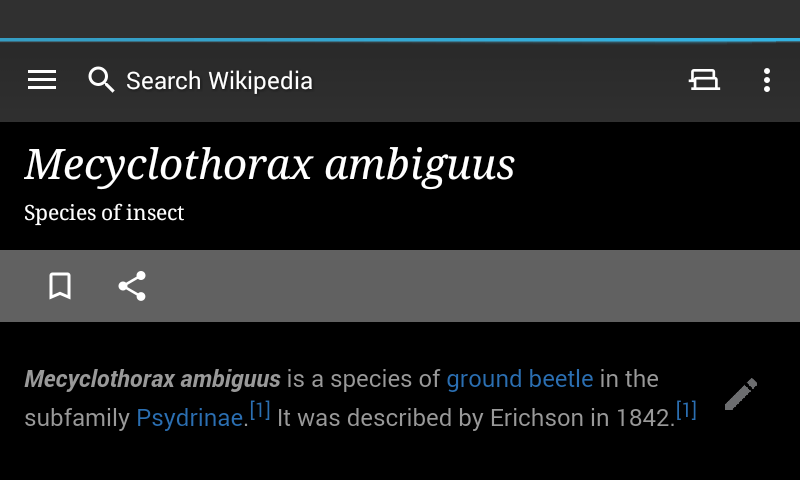 Search Wikipedia
Mecyclothorax ambiguus
Species of insect
Mecyclothorax ambiguus is a species of ground beetle in the
subfamily Psydrinae.[1] It was described by Erichson in 1842.[1]